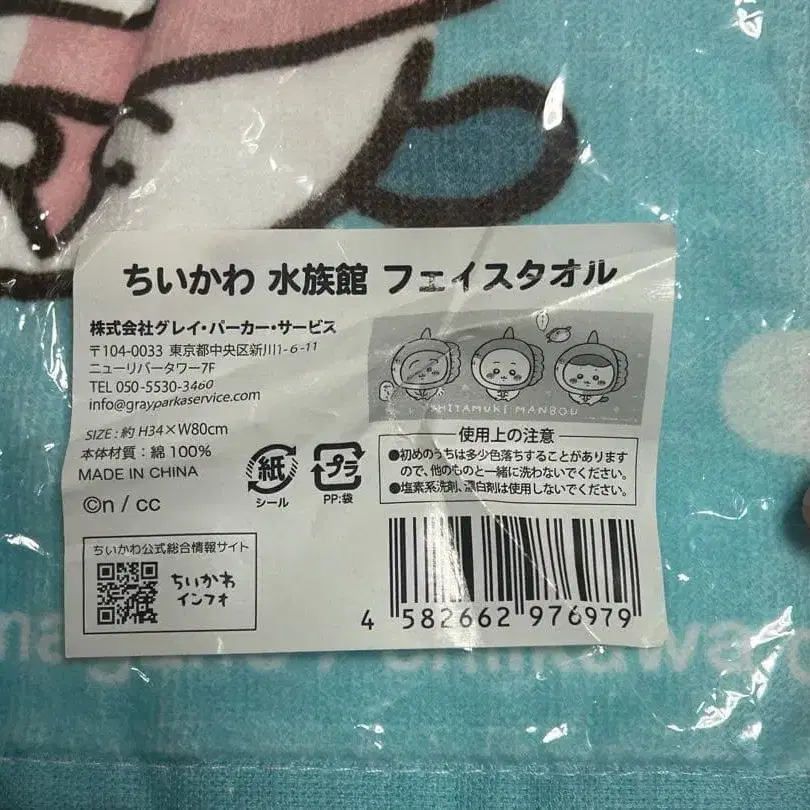 ちいかわ 水族館 フェイスタオル
株式会社グレイ・パーカー・サービス
〒104-0033 東京都中央区新川1-6-11
ニューリバータワー7F
TEL 050-5530-3460
info@grayparkaservice.com
SIZE : 約 H34×W80cm
本体材質 : 綿 100%
MADE IN CHINA
©n / cc
紙
シール
プラ
PP:袋
SHITAMUKI MANBOU
使用上の注意
●初めのうちは多少色落ちすることがあります
ので、他のものと一緒に洗わないでください。
●塩素系洗剤、漂白剤は使用しないでください。
ちいかわ公式総合情報サイト
ちいかわ
インフォ
4 582662 976979